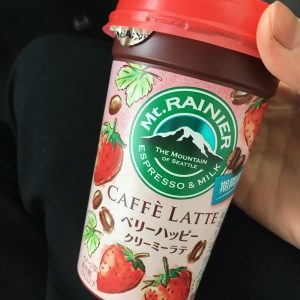 Mt. RAINIER
THE MOUNTAIN
OF SEATTLE
ESPRESSO & MILK
CAFFÈ LATTE
ベリーハッピー
クリーミーラテ